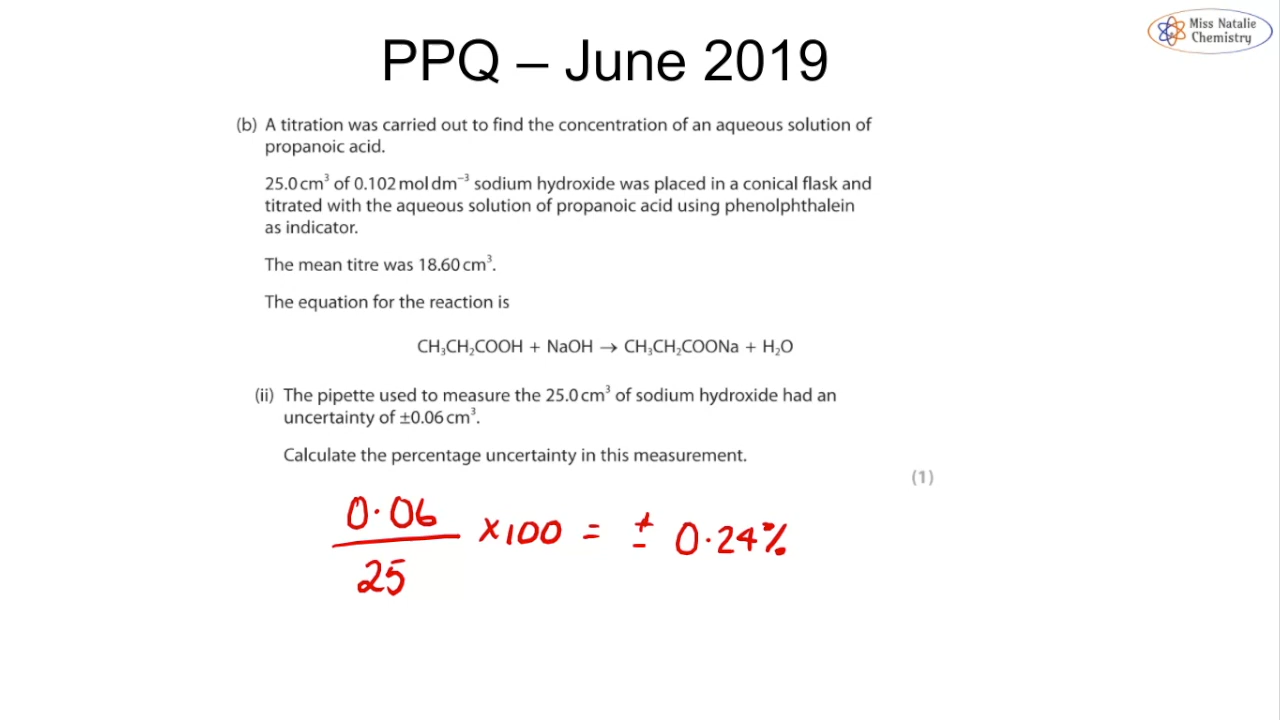 Miss Natalie
Chemistry
PPQ – June 2019
(b) A titration was carried out to find the concentration of an aqueous solution of
propanoic acid.
25.0 cm³ of 0.102 mol dm⁻³ sodium hydroxide was placed in a conical flask and
titrated with the aqueous solution of propanoic acid using phenolphthalein
as indicator.
The mean titre was 18.60 cm³.
The equation for the reaction is
CH₃CH₂COOH + NaOH → CH₃CH₂COONa + H₂O
(ii) The pipette used to measure the 25.0 cm³ of sodium hydroxide had an
uncertainty of ±0.06 cm³.
Calculate the percentage uncertainty in this measurement.
(1)
0.06
25
×100 = ± 0.24%